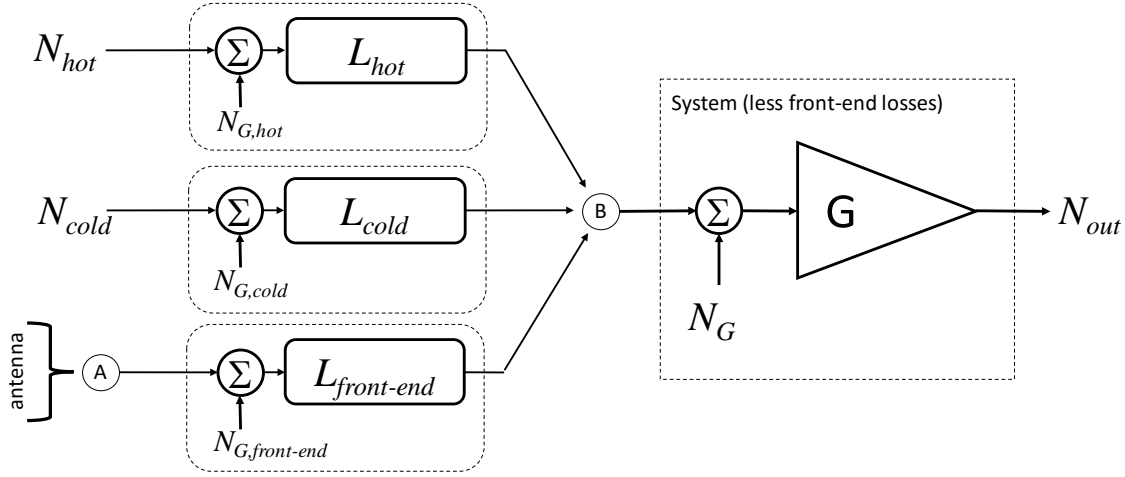 N_hot
Σ
L_hot
N_G,hot
System (less front-end losses)
N_cold
Σ
L_cold
N_G,cold
B
Σ
G
N_out
N_G
antenna
A
Σ
L_front-end
N_G,front-end